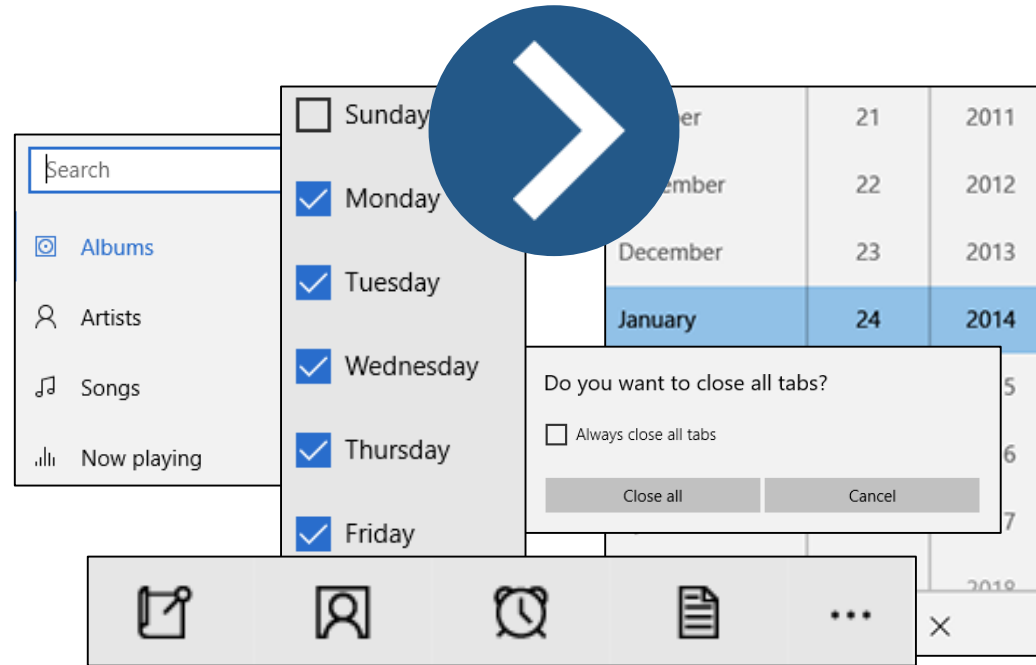 Search
Albums
Artists
Songs
Now playing
Sunday
Monday
Tuesday
Wednesday
Thursday
Friday
21 2011
22 2012
December 23 2013
January 24 2014
2018
Do you want to close all tabs?
Always close all tabs
Close all Cancel